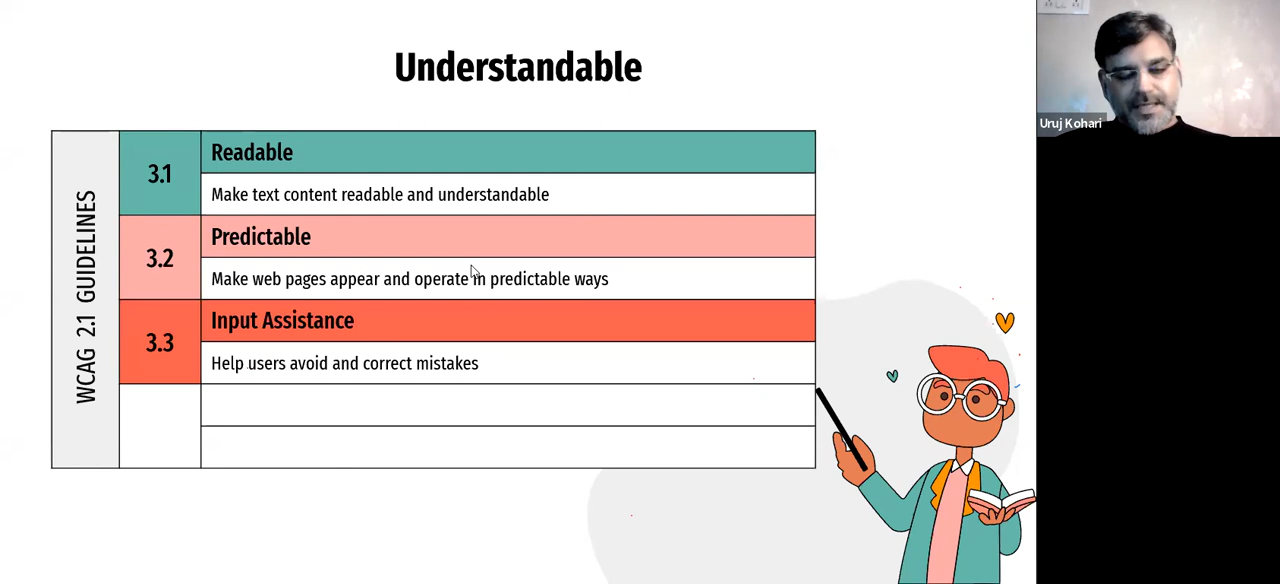 Understandable
WCAG 2.1 GUIDELINES
3.1
Readable
Make text content readable and understandable
3.2
Predictable
Make web pages appear and operate in predictable ways
3.3
Input Assistance
Help users avoid and correct mistakes
Uruj Kohari